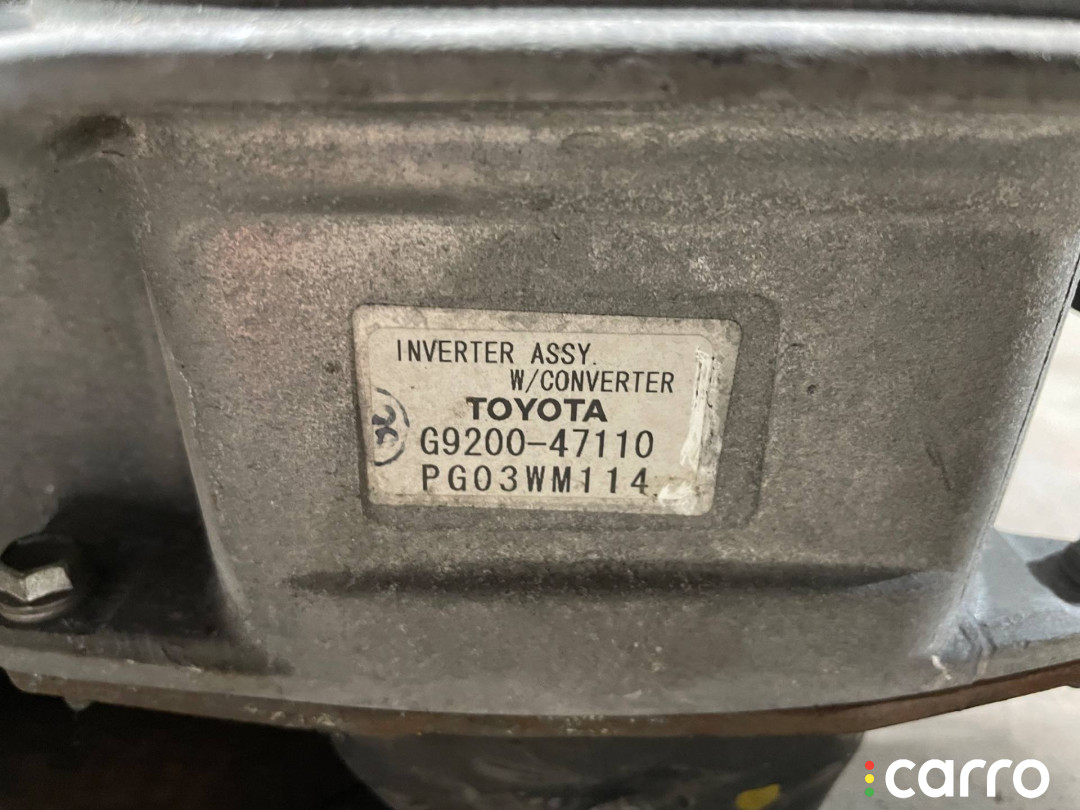 INVERTER ASSY.
W/CONVERTER
TOYOTA
G9200-47110
PG03WM114
carro